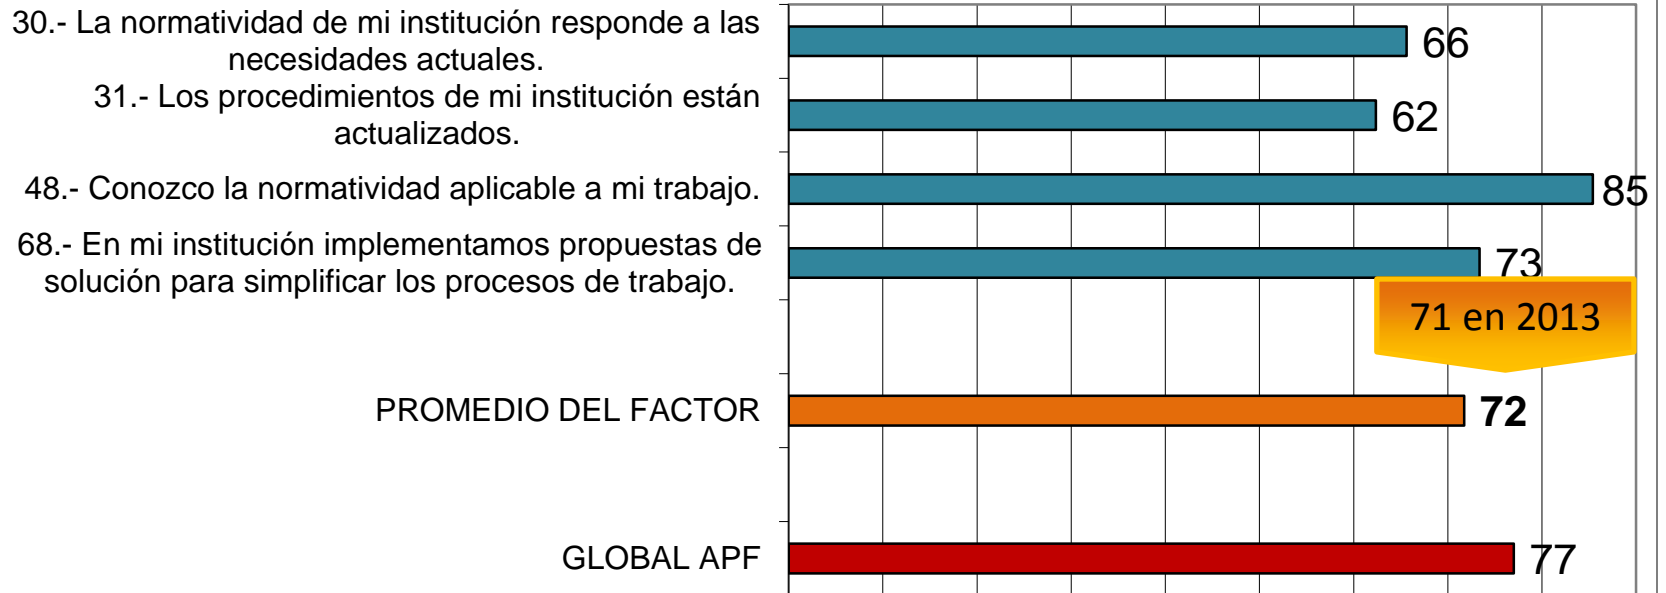 30.- La normatividad de mi institución responde a las
necesidades actuales.
66
31.- Los procedimientos de mi institución están
actualizados.
62
48.- Conozco la normatividad aplicable a mi trabajo.
85
68.- En mi institución implementamos propuestas de
solución para simplificar los procesos de trabajo.
73
71 en 2013
PROMEDIO DEL FACTOR
72
GLOBAL APF
77